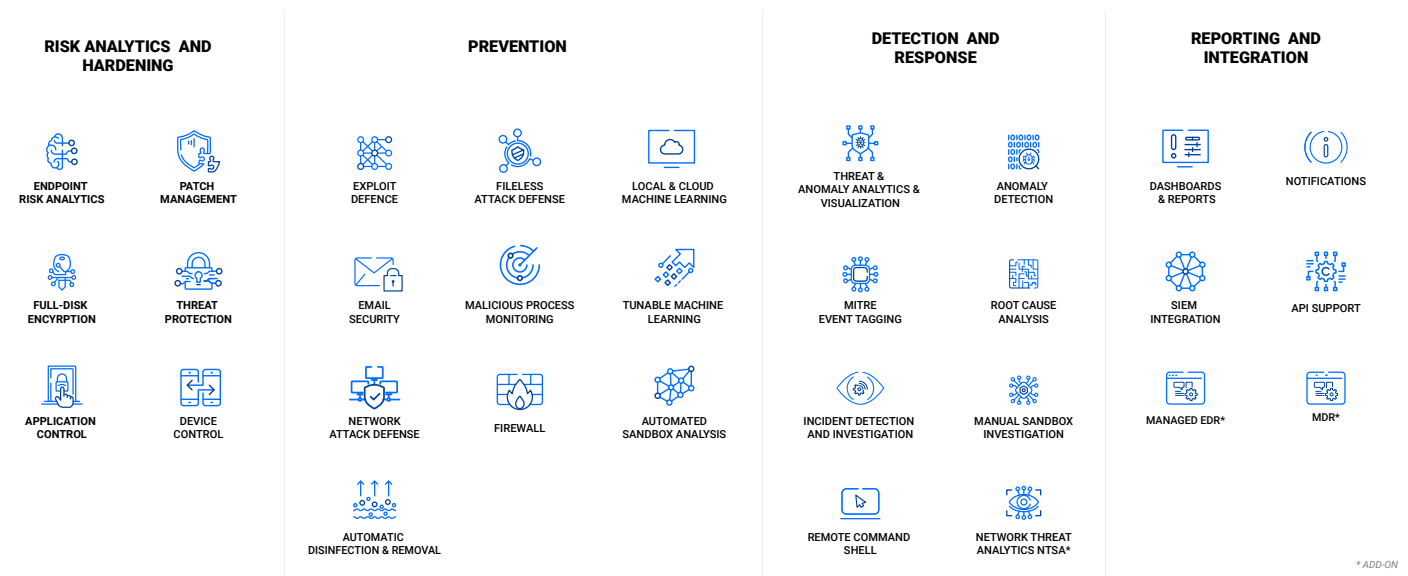 RISK ANALYTICS AND
HARDENING
ENDPOINT
RISK ANALYTICS
PATCH
MANAGEMENT
FULL-DISK
ENCYRPTION
THREAT
PROTECTION
APPLICATION
CONTROL
DEVICE
CONTROL
PREVENTION
EXPLOIT
DEFENCE
FILELESS
ATTACK DEFENSE
LOCAL & CLOUD
MACHINE LEARNING
EMAIL
SECURITY
MALICIOUS PROCESS
MONITORING
TUNABLE MACHINE
LEARNING
NETWORK
ATTACK DEFENSE
FIREWALL
AUTOMATED
SANDBOX ANALYSIS
AUTOMATIC
DISINFECTION & REMOVAL
DETECTION AND
RESPONSE
THREAT &
ANOMALY ANALYTICS &
VISUALIZATION
ANOMALY
DETECTION
MITRE
EVENT TAGGING
ROOT CAUSE
ANALYSIS
INCIDENT DETECTION
AND INVESTIGATION
MANUAL SANDBOX
INVESTIGATION
REMOTE COMMAND
SHELL
NETWORK THREAT
ANALYTICS NTSA*
REPORTING AND
INTEGRATION
DASHBOARDS
& REPORTS
NOTIFICATIONS
SIEM
INTEGRATION
API SUPPORT
MANAGED EDR*
MDR*
* ADD-ON